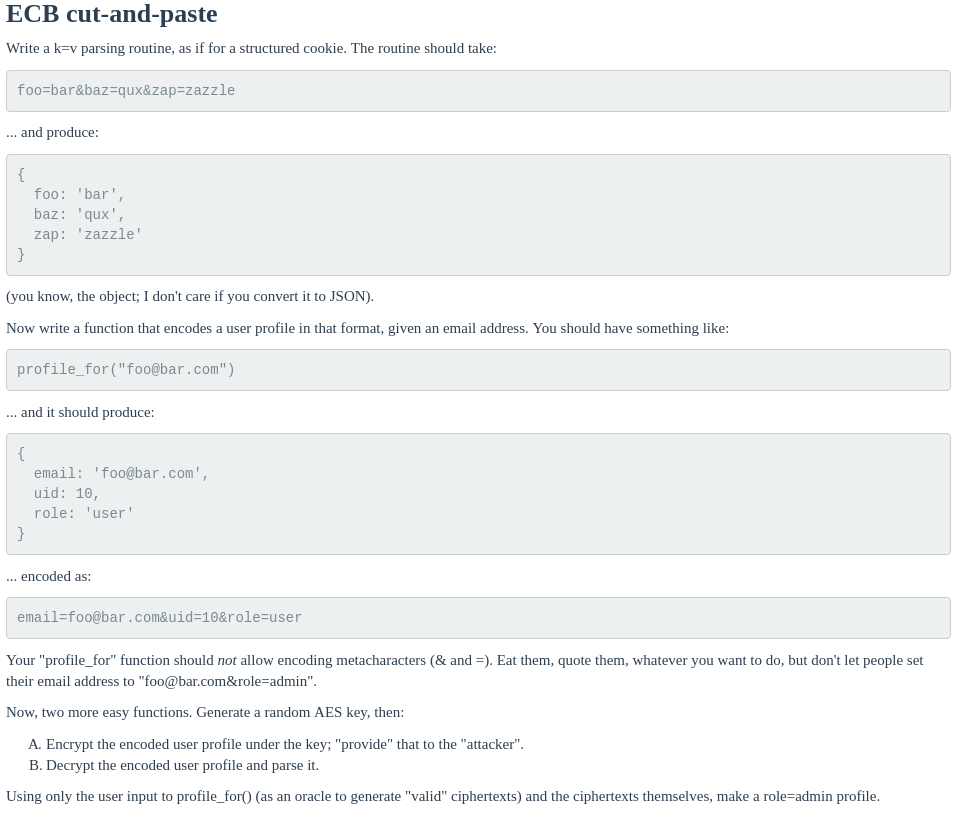 ECB cut-and-paste
Write a k=v parsing routine, as if for a structured cookie. The routine should take:
foo=bar&baz=qux&zap=zazzle
... and produce:
{
  foo: 'bar',
  baz: 'qux',
  zap: 'zazzle'
}
(you know, the object; I don't care if you convert it to JSON).
Now write a function that encodes a user profile in that format, given an email address. You should have something like:
profile_for("foo@bar.com")
... and it should produce:
{
  email: 'foo@bar.com',
  uid: 10,
  role: 'user'
}
... encoded as:
email=foo@bar.com&uid=10&role=user
Your "profile_for" function should not allow encoding metacharacters (& and =). Eat them, quote them, whatever you want to do, but don't let people set
their email address to "foo@bar.com&role=admin".
Now, two more easy functions. Generate a random AES key, then:
A. Encrypt the encoded user profile under the key; "provide" that to the "attacker".
B. Decrypt the encoded user profile and parse it.
Using only the user input to profile_for() (as an oracle to generate "valid" ciphertexts) and the ciphertexts themselves, make a role=admin profile.